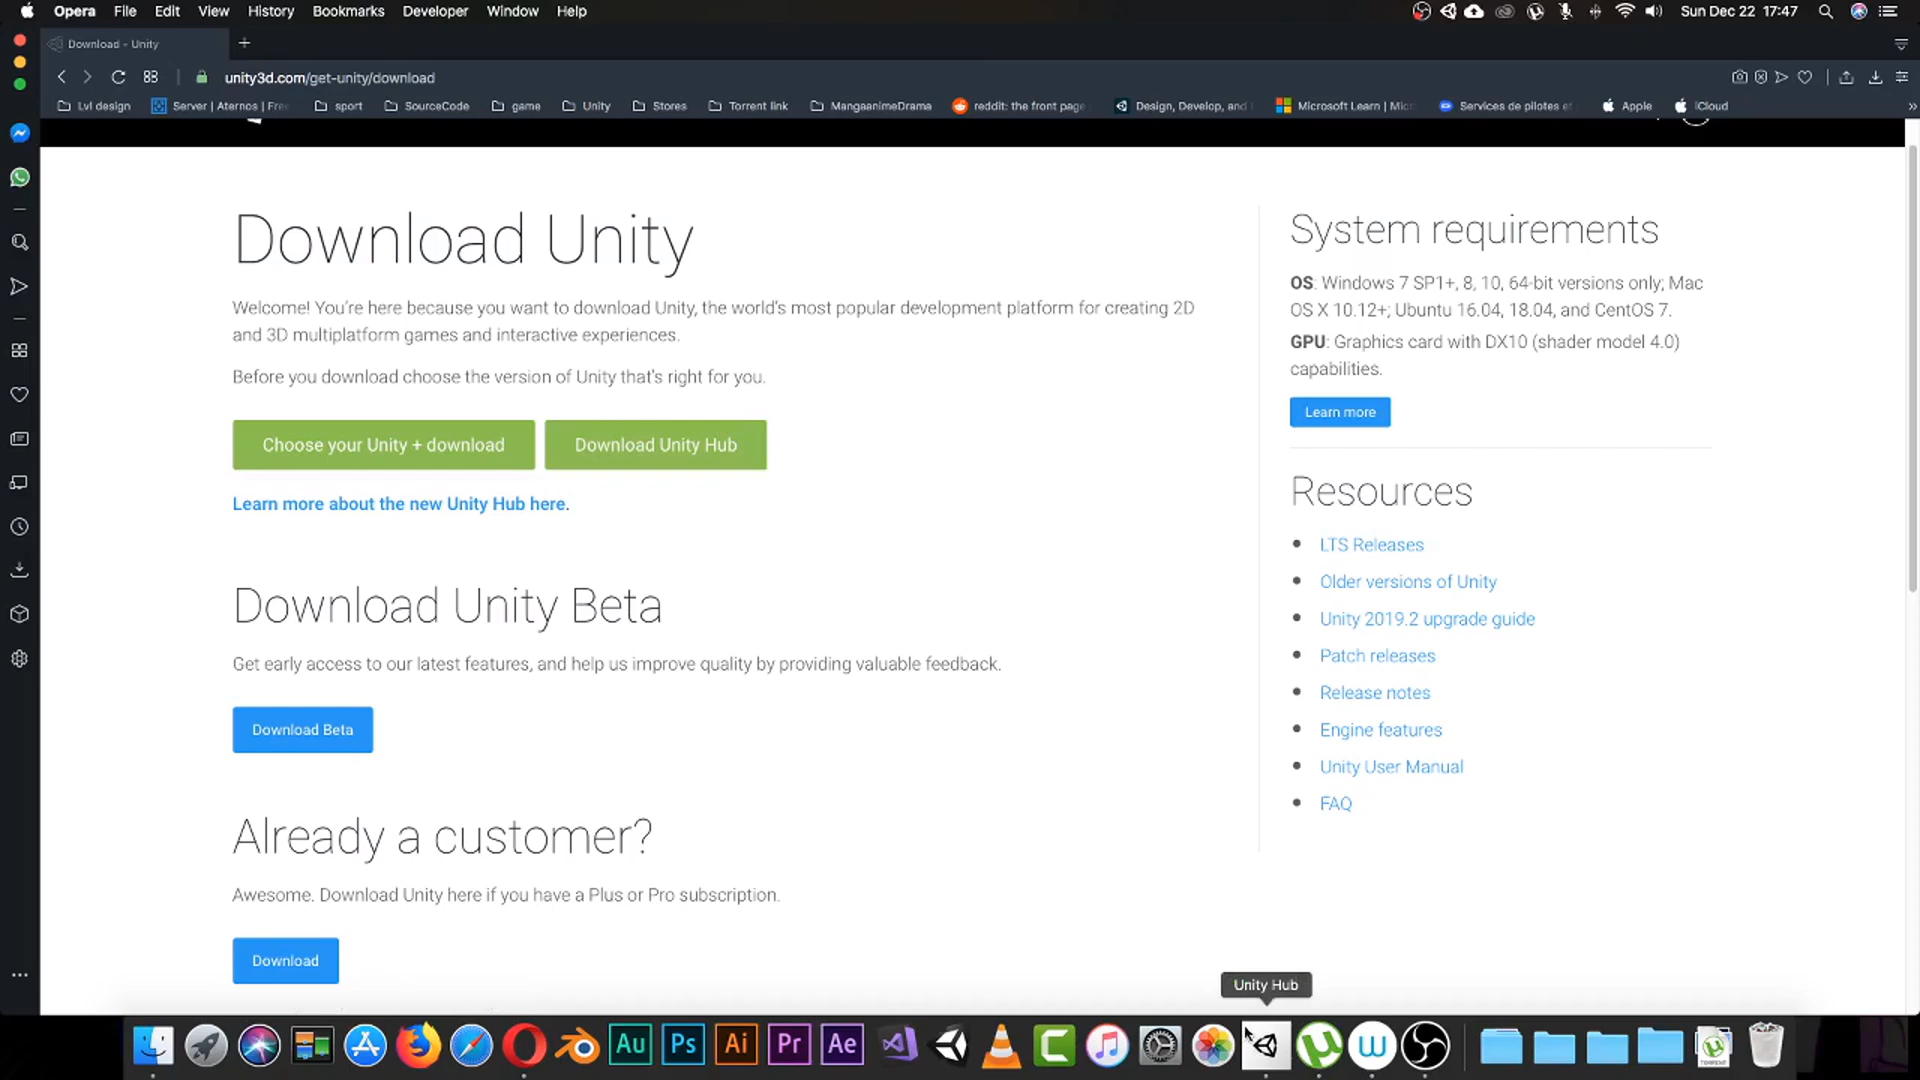 Opera File Edit View History Bookmarks Developer Window Help Sun Dec 22 17:47
Download - Unity
unity3d.com/get-unity/download
Lvl design Server | Aternos | Free sport SourceCode game Unity Stores Torrent link MangaanimeDrama reddit: the front page Design, Develop, and Microsoft Learn | Mic Services de pilotes et Apple iCloud
Download Unity
Welcome! You're here because you want to download Unity, the world's most popular development platform for creating 2D
and 3D multiplatform games and interactive experiences.
Before you download choose the version of Unity that's right for you.
Choose your Unity + download Download Unity Hub
Learn more about the new Unity Hub here.
Download Unity Beta
Get early access to our latest features, and help us improve quality by providing valuable feedback.
Download Beta
Already a customer?
Awesome. Download Unity here if you have a Plus or Pro subscription.
Download
System requirements
OS: Windows 7 SP1+, 8, 10, 64-bit versions only; Mac
OS X 10.12+; Ubuntu 16.04, 18.04, and CentOS 7.
GPU: Graphics card with DX10 (shader model 4.0)
capabilities.
Learn more
Resources
LTS Releases
Older versions of Unity
Unity 2019.2 upgrade guide
Patch releases
Release notes
Engine features
Unity User Manual
FAQ
Unity Hub
Au Ps Ai Pr Ae